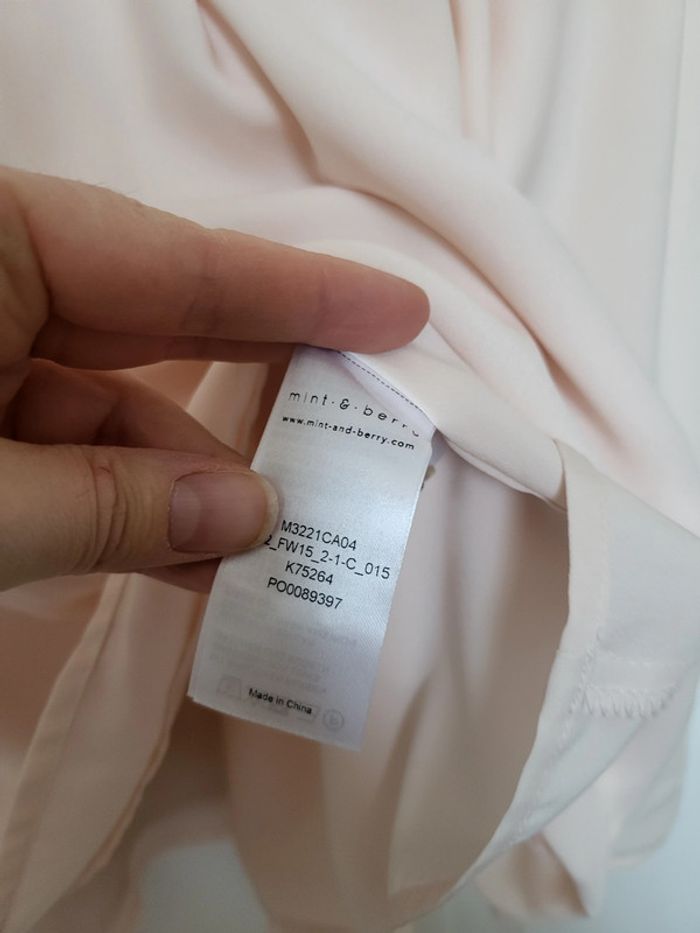 mint·&·berry
www.mint-and-berry.com
M3221CA04
2_FW15_2-1-C_015
K75264
PO0089397
Made in China